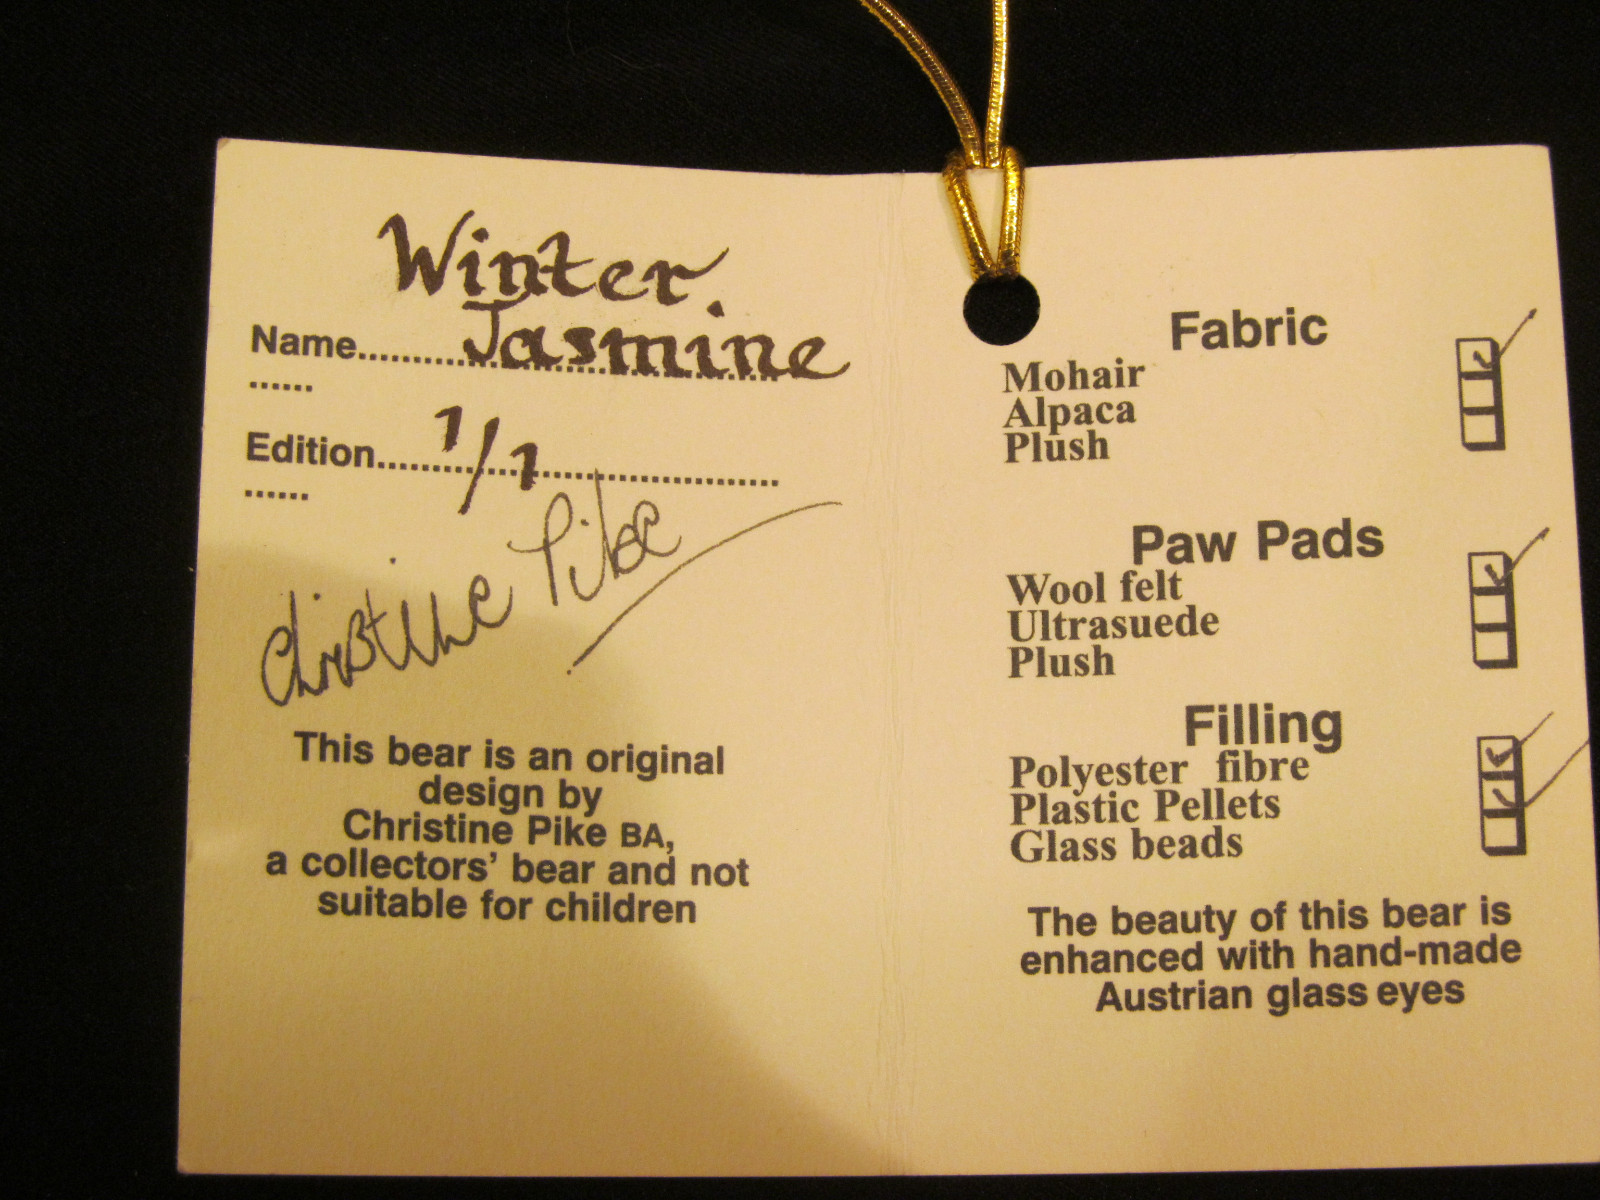 Winter
Name..................Jasmine
......
Edition......1/1......................
......
Christine Pike
This bear is an original
design by
Christine Pike BA,
a collectors' bear and not
suitable for children
Fabric
Mohair
Alpaca
Plush
Paw Pads
Wool felt
Ultrasuede
Plush
Filling
Polyester fibre
Plastic Pellets
Glass beads
The beauty of this bear is
enhanced with hand-made
Austrian glass eyes